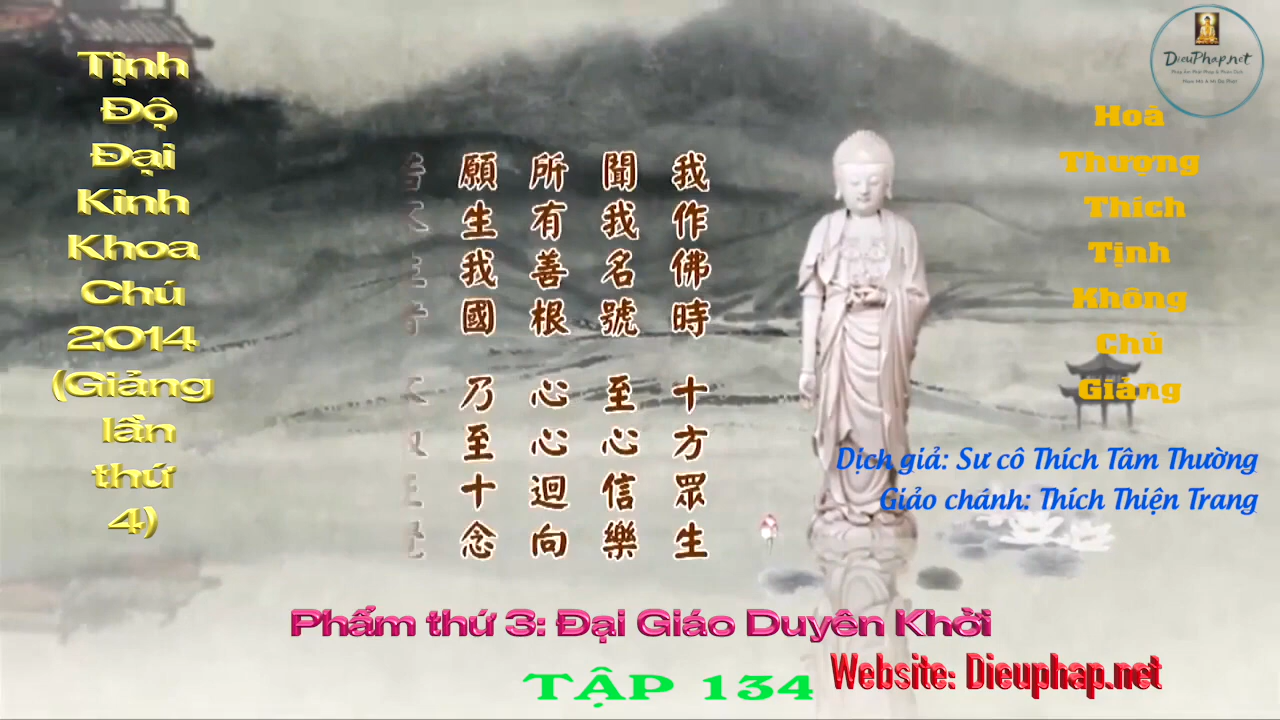 Tịnh
Độ
Đại
Kinh
Khoa
Chú
2014
(Giảng
lần
thứ
4)
我作佛時 十方眾生
聞我名號 至心信樂
所有善根 心心迴向
願生我國 乃至十念
DieuPhap.net
Hoà
Thượng
Thích
Tịnh
Không
Chủ
Giảng
Dịch giả: Sư cô Thích Tâm Thường
Giảo chánh: Thích Thiện Trang
Phẩm thứ 3: Đại Giáo Duyên Khởi
TẬP 134
Website: Dieuphap.net